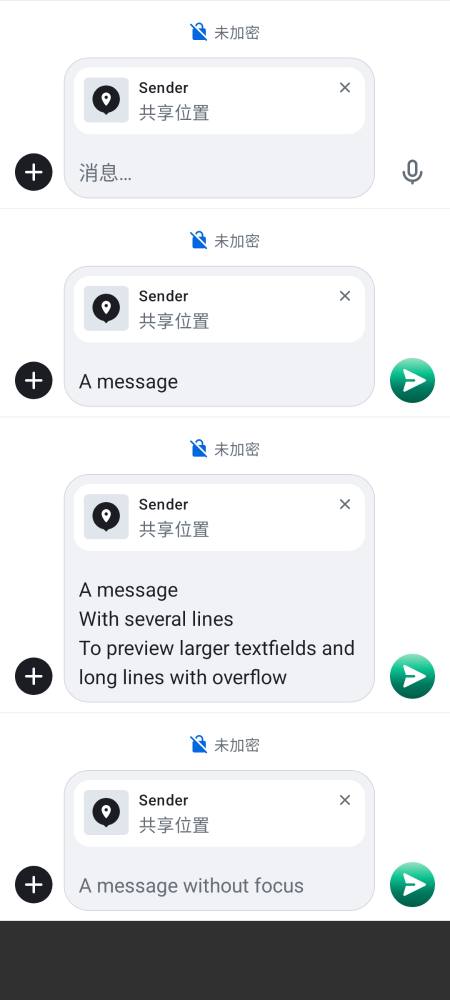 未加密
Sender
共享位置
消息...
未加密
Sender
共享位置
A message
未加密
Sender
共享位置
A message
With several lines
To preview larger textfields and
long lines with overflow
未加密
Sender
共享位置
A message without focus